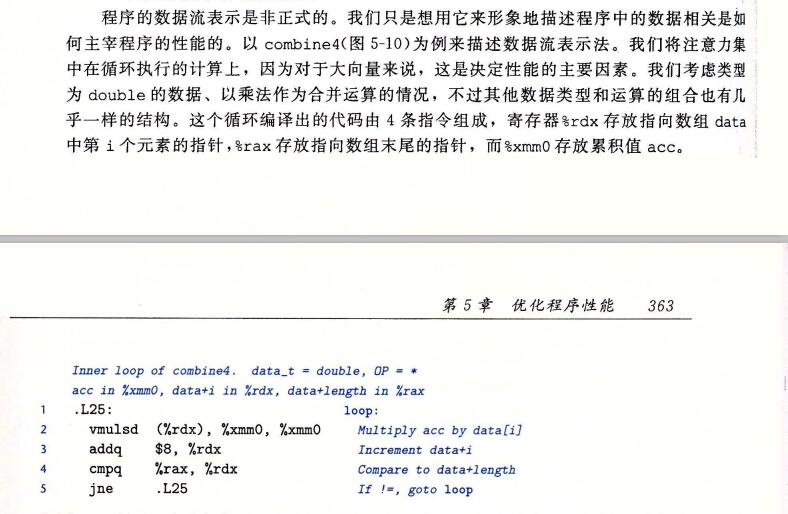 程序的数据流表示是非正式的。我们只是想用它来形象地描述程序中的数据相关是如
何主宰程序的性能的。以 combine4(图 5-10)为例来描述数据流表示法。我们将注意力集
中在循环执行的计算上，因为对于大向量来说，这是决定性能的主要因素。我们考虑类型
为 double 的数据、以乘法作为合并运算的情况，不过其他数据类型和运算的组合也有几
乎一样的结构。这个循环编译出的代码由 4 条指令组成，寄存器%rdx 存放指向数组 data
中第 i 个元素的指针,%rax 存放指向数组末尾的指针，而%xmm0 存放累积值 acc。
第 5 章 优化程序性能 363
Inner loop of combine4. data_t = double, OP = *
acc in %xmm0, data+i in %rdx, data+length in %rax
1 .L25: loop:
2 vmulsd (%rdx), %xmm0, %xmm0 Multiply acc by data[i]
3 addq $8, %rdx Increment data+i
4 cmpq %rax, %rdx Compare to data+length
5 jne .L25 If !=, goto loop